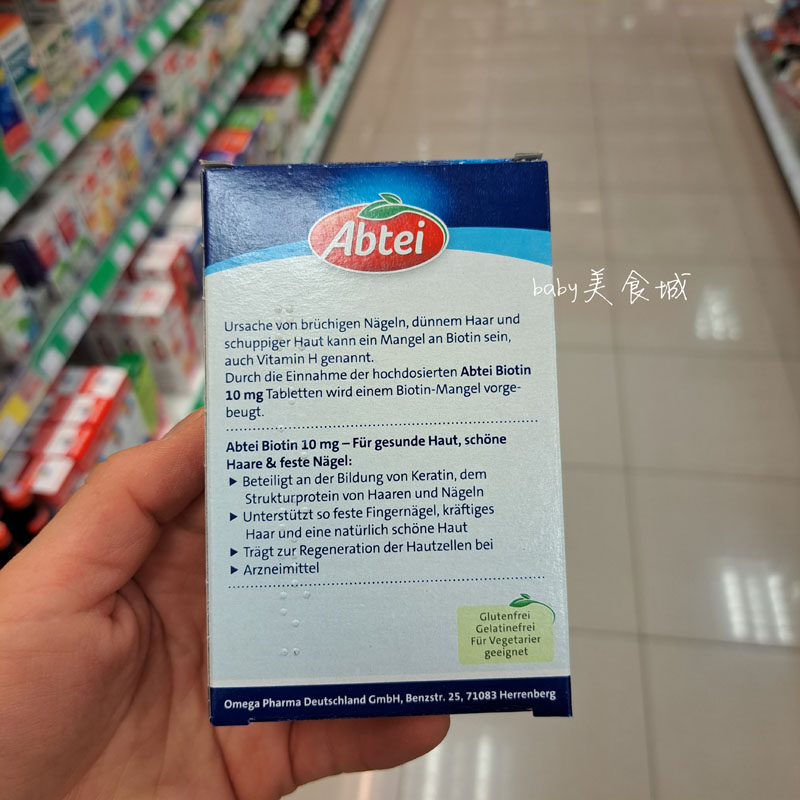 Abtei
baby美食城
Ursache von brüchigen Nägeln, dünnem Haar und
schuppiger Haut kann ein Mangel an Biotin sein,
auch Vitamin H genannt.
Durch die Einnahme der hochdosierten Abtei Biotin
10 mg Tabletten wird einem Biotin-Mangel vorge-
beugt.
Abtei Biotin 10 mg – Für gesunde Haut, schöne
Haare & feste Nägel:
▶ Beteiligt an der Bildung von Keratin, dem
Strukturprotein von Haaren und Nägeln
▶ Unterstützt so feste Fingernägel, kräftiges
Haar und eine natürlich schöne Haut
▶ Trägt zur Regeneration der Hautzellen bei
▶ Arzneimittel
Glutenfrei
Gelatinefrei
Für Vegetarier
geeignet
Omega Pharma Deutschland GmbH, Benzstr. 25, 71083 Herrenberg